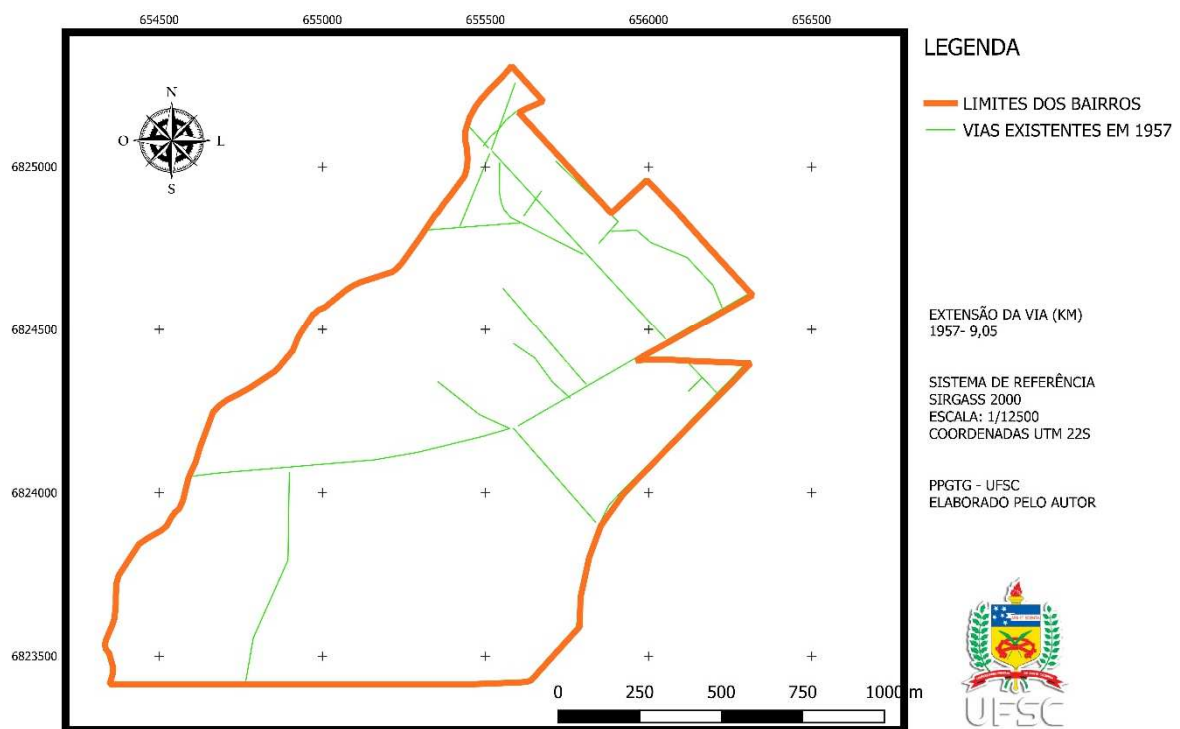 654500 655000 655500 656000 656500
6825000
6824500
6824000
6823500
N
O L
S
0 250 500 750 1000 m
LEGENDA
LIMITES DOS BAIRROS
VIAS EXISTENTES EM 1957
EXTENSÃO DA VIA (KM)
1957- 9,05
SISTEMA DE REFERÊNCIA
SIRGASS 2000
ESCALA: 1/12500
COORDENADAS UTM 22S
PPGTG - UFSC
ELABORADO PELO AUTOR
UFSC